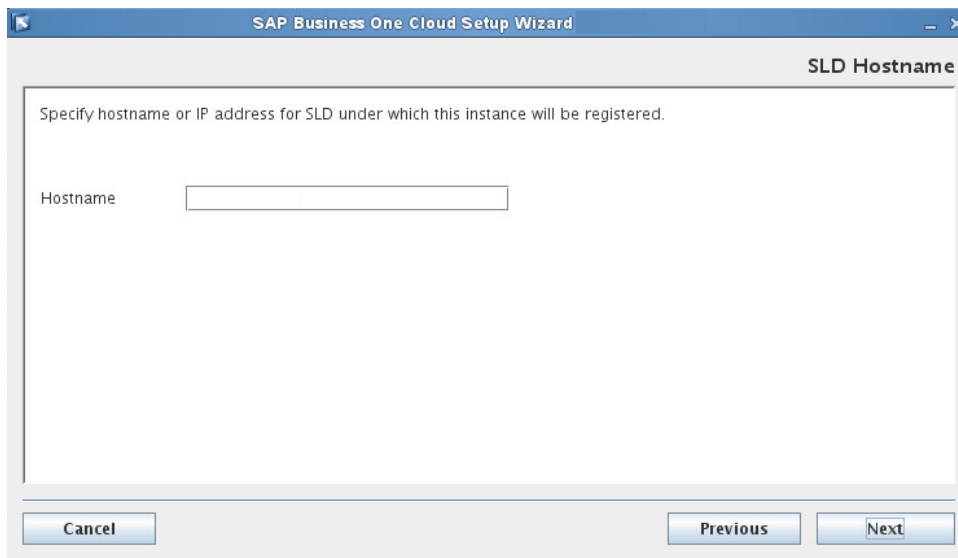 SAP Business One Cloud Setup Wizard
SLD Hostname
Specify hostname or IP address for SLD under which this instance will be registered.
Hostname
Cancel
Previous
Next